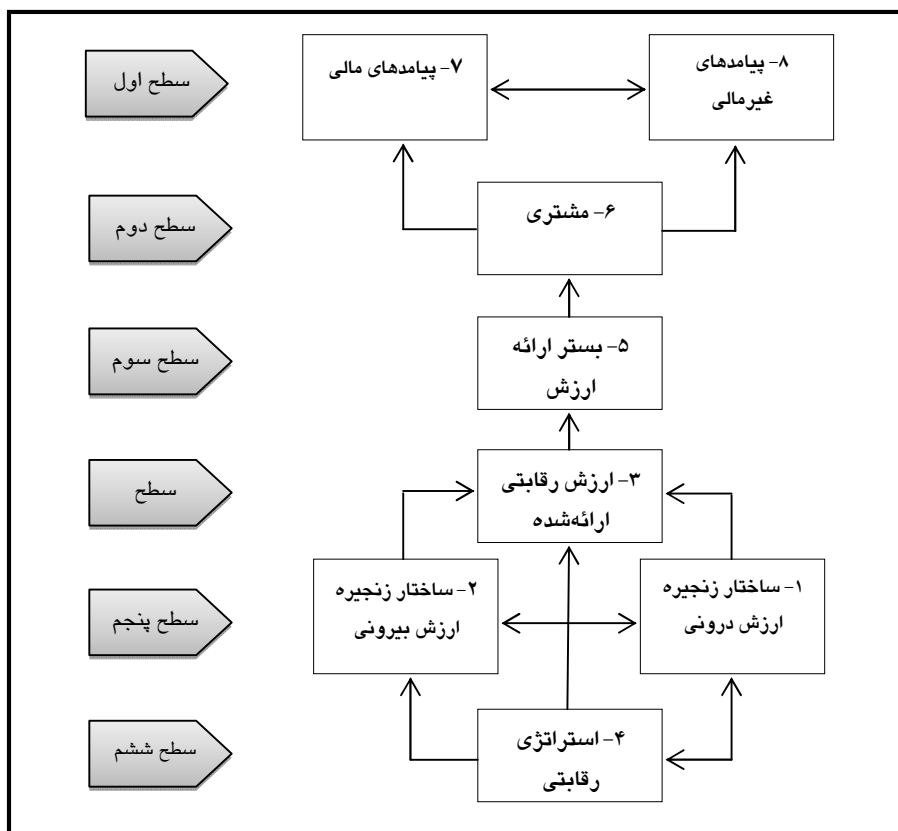 سطح اول
۸- پیامدهای
غیرمالی
۷- پیامدهای مالی
سطح دوم
۶- مشتری
سطح سوم
۵- بستر ارائه
ارزش
سطح
۳- ارزش رقابتی
ارائه‌شده
سطح پنجم
۱- ساختار زنجیره
ارزش درونی
۲- ساختار زنجیره
ارزش بیرونی
سطح ششم
۴- استراتژی
رقابتی